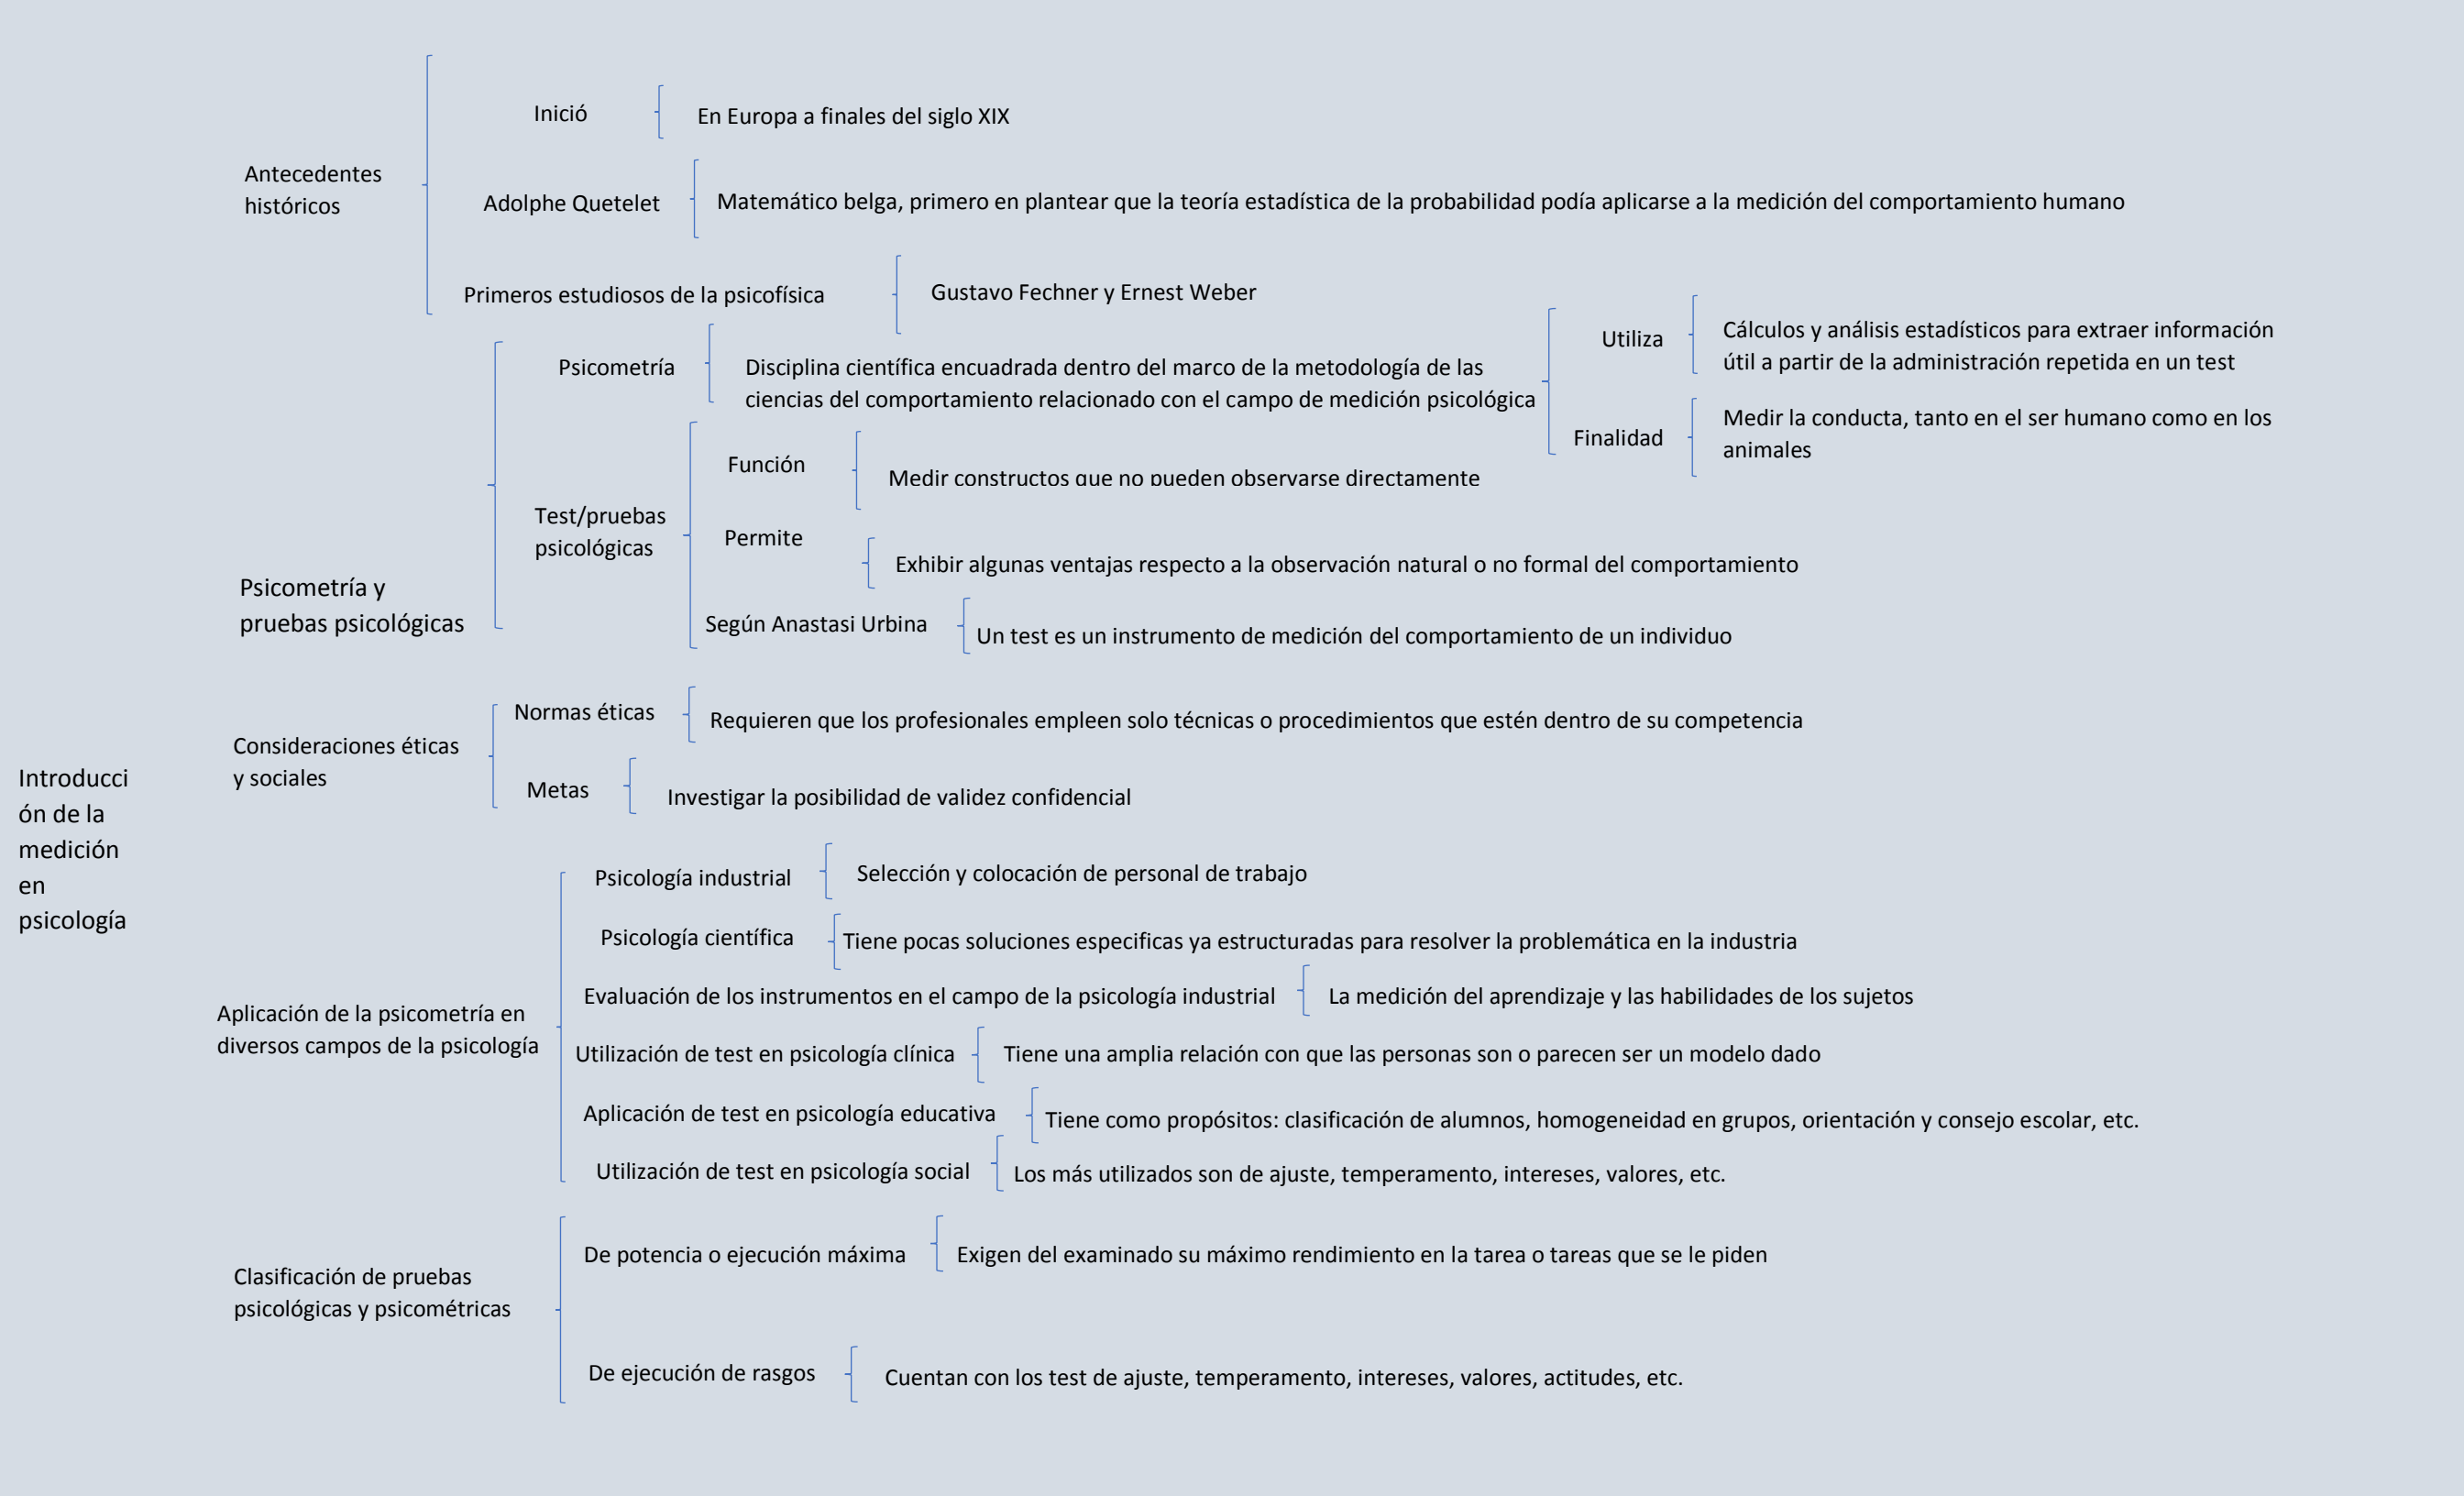 Inició
En Europa a finales del siglo XIX
Antecedentes
históricos
Adolphe Quetelet
Matemático belga, primero en plantear que la teoría estadística de la probabilidad podía aplicarse a la medición del comportamiento humano
Primeros estudiosos de la psicofísica
Gustavo Fechner y Ernest Weber
Psicometría
Disciplina científica encuadrada dentro del marco de la metodología de las
ciencias del comportamiento relacionado con el campo de medición psicológica
Utiliza
Cálculos y análisis estadísticos para extraer información
útil a partir de la administración repetida en un test
Finalidad
Medir la conducta, tanto en el ser humano como en los
animales
Función
Medir constructos que no pueden observarse directamente
Test/pruebas
psicológicas
Permite
Exhibir algunas ventajas respecto a la observación natural o no formal del comportamiento
Psicometría y
pruebas psicológicas
Según Anastasi Urbina
Un test es un instrumento de medición del comportamiento de un individuo
Normas éticas
Requieren que los profesionales empleen solo técnicas o procedimientos que estén dentro de su competencia
Consideraciones éticas
y sociales
Metas
Investigar la posibilidad de validez confidencial
Introducci
ón de la
medición
en
psicología
Psicología industrial
Selección y colocación de personal de trabajo
Psicología científica
Tiene pocas soluciones especificas ya estructuradas para resolver la problemática en la industria
Evaluación de los instrumentos en el campo de la psicología industrial
La medición del aprendizaje y las habilidades de los sujetos
Aplicación de la psicometría en
diversos campos de la psicología
Utilización de test en psicología clínica
Tiene una amplia relación con que las personas son o parecen ser un modelo dado
Aplicación de test en psicología educativa
Tiene como propósitos: clasificación de alumnos, homogeneidad en grupos, orientación y consejo escolar, etc.
Utilización de test en psicología social
Los más utilizados son de ajuste, temperamento, intereses, valores, etc.
De potencia o ejecución máxima
Exigen del examinado su máximo rendimiento en la tarea o tareas que se le piden
Clasificación de pruebas
psicológicas y psicométricas
De ejecución de rasgos
Cuentan con los test de ajuste, temperamento, intereses, valores, actitudes, etc.